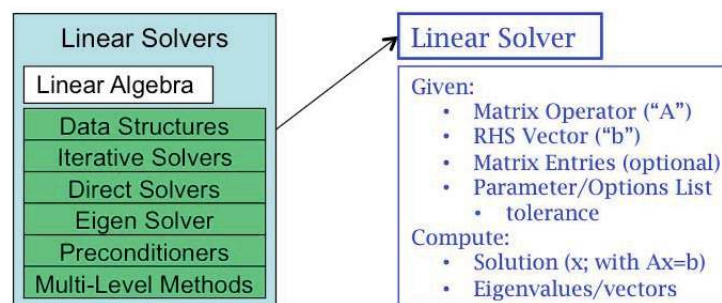 Linear Solvers
Linear Algebra
Data Structures
Iterative Solvers
Direct Solvers
Eigen Solver
Preconditioners
Multi-Level Methods
Linear Solver
Given:
• Matrix Operator (“A”)
• RHS Vector (“b”)
• Matrix Entries (optional)
• Parameter/Options List
• tolerance
Compute:
• Solution (x; with Ax=b)
• Eigenvalues/vectors